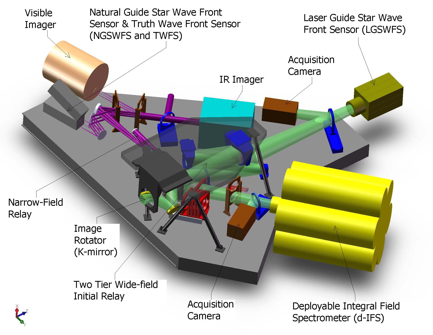 Visible
Imager
Natural Guide Star Wave Front
Sensor & Truth Wave Front Sensor
(NGSWFS and TWFS)
Laser Guide Star Wave
Front Sensor (LGSWFS)
Acquisition
Camera
IR Imager
Narrow-Field
Relay
Image
Rotator
(K-mirror)
Two Tier Wide-field
Initial Relay
Acquisition
Camera
Deployable Integral Field
Spectrometer (d-IFS)